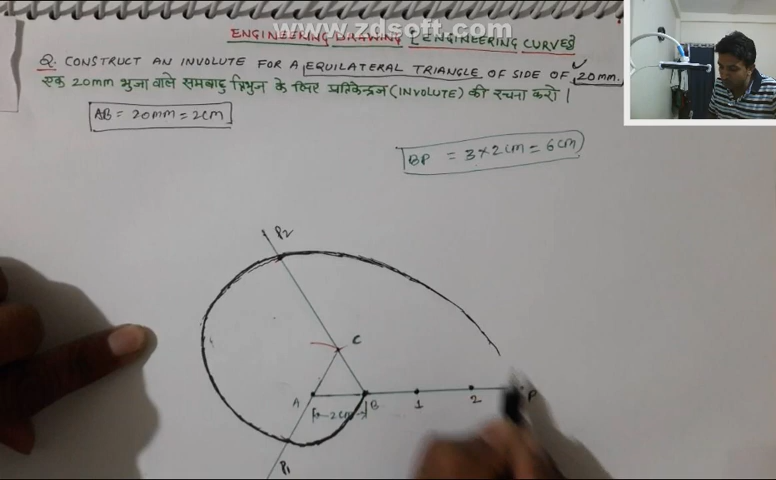 www.zdsoft.com
ENGINEERING DRAWING [ENGINEERING CURVES]
Q. CONSTRUCT AN INVOLUTE FOR A EQUILATERAL TRIANGLE OF SIDE OF 20mm.
एक 20mm भुजा वाले समबाहु त्रिभुज के लिए प्रतिकेन्द्रज (INVOLUTE) की रचना करो।
AB = 20mm = 2cm
BP = 3×2cm = 6cm
P2
C
A B 1 2 P
2cm
P1